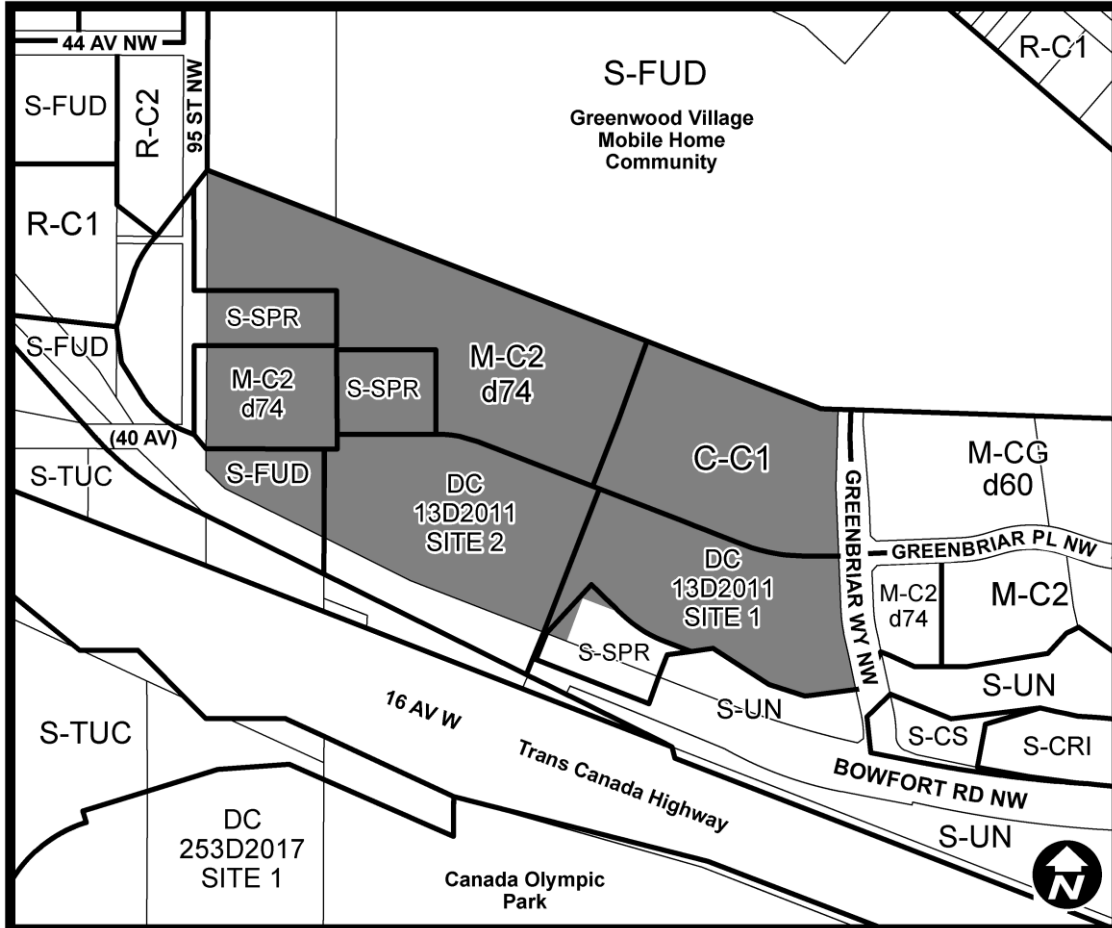 44 AV NW
S-FUD
R-C2
95 ST NW
S-FUD
Greenwood Village
Mobile Home
Community
R-C1
R-C1
S-SPR
S-FUD
M-C2
d74
S-SPR
M-C2
d74
C-C1
M-CG
d60
(40 AV)
S-TUC
S-FUD
DC
13D2011
SITE 2
DC
13D2011
SITE 1
GREENBRIAR WY NW
GREENBRIAR PL NW
M-C2
d74
M-C2
S-SPR
S-UN
S-UN
S-CS
S-CRI
16 AV W
Trans Canada Highway
BOWFORT RD NW
S-TUC
S-UN
DC
253D2017
SITE 1
Canada Olympic
Park
N